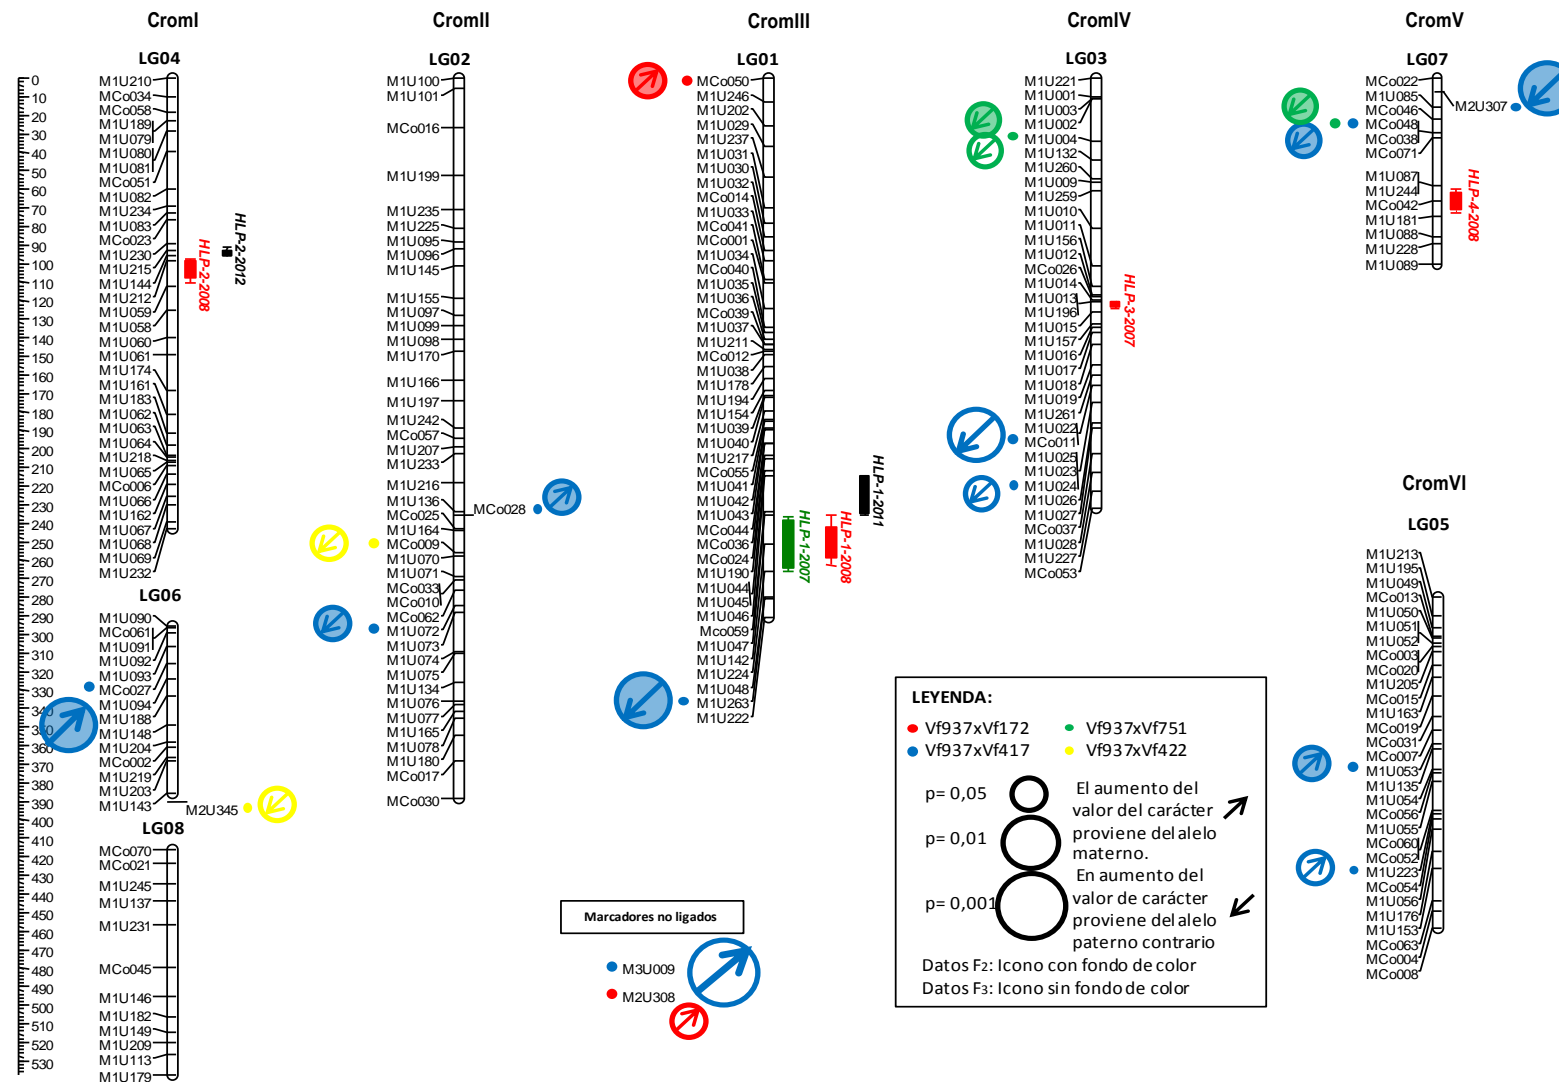 CromI
CromII
CromIII
CromIV
CromV
LG04
LG02
LG01
LG03
LG07
0
10
20
30
40
50
60
70
80
90
100
110
120
130
140
150
160
170
180
190
200
210
220
230
240
250
260
270
280
290
300
310
320
330
340
350
360
370
380
390
400
410
420
430
440
450
460
470
480
490
500
510
520
530
M1U210
MCo034
MCo058
M1U189
M1U079
M1U080
M1U081
MCo051
M1U082
M1U234
M1U083
MCo023
M1U230
M1U215
M1U144
M1U212
M1U059
M1U058
M1U060
M1U061
M1U174
M1U161
M1U183
M1U062
M1U063
M1U064
M1U218
M1U065
MCo006
M1U066
M1U162
M1U067
M1U068
M1U069
M1U232
HLP-2-2008
HLP-2-2012
LG06
M1U090
MCo061
M1U091
M1U092
M1U093
MCo027
M1U094
M1U188
M1U148
M1U204
MCo002
M1U219
M1U203
M1U143
M2U345
LG08
MCo070
MCo021
M1U245
M1U137
M1U231
MCo045
M1U146
M1U182
M1U149
M1U209
M1U113
M1U179
M1U100
M1U101
MCo016
M1U199
M1U235
M1U225
M1U095
M1U096
M1U145
M1U155
M1U097
M1U099
M1U098
M1U170
M1U166
M1U197
M1U242
MCo057
M1U207
M1U233
M1U216
M1U136
MCo025
MCo028
M1U164
MCo009
M1U070
M1U071
MCo033
MCo010
MCo062
M1U072
M1U073
M1U074
M1U075
M1U134
M1U076
M1U077
M1U165
M1U078
M1U180
MCo017
MCo030
MCo050
M1U246
M1U202
M1U029
M1U237
M1U031
M1U030
M1U032
MCo014
M1U033
MCo041
MCo001
M1U034
MCo040
M1U035
M1U036
MCo039
M1U037
M1U211
MCo012
M1U038
M1U178
M1U194
M1U154
M1U039
M1U040
M1U217
MCo055
M1U041
M1U042
M1U043
MCo044
MCo036
MCo024
M1U190
M1U044
M1U045
M1U046
Mco059
M1U047
M1U142
M1U224
M1U048
M1U263
M1U222
HLP-1-2007
HLP-1-2008
HLP-1-2011
M1U221
M1U001
M1U003
M1U002
M1U004
M1U132
M1U260
M1U009
M1U259
M1U010
M1U011
M1U156
M1U012
MCo026
M1U014
M1U013
M1U196
M1U015
M1U157
M1U016
M1U017
M1U018
M1U019
M1U261
M1U022
MCo011
M1U025
M1U023
M1U024
M1U026
M1U027
MCo037
M1U028
M1U227
MCo053
HLP-3-2007
MCo022
M1U085
MCo046
MCo048
MCo038
MCo071
M2U307
M1U087
M1U244
MCo042
M1U181
M1U088
M1U228
M1U089
HLP-4-2008
CromVI
LG05
M1U213
M1U195
M1U049
MCo013
M1U050
M1U051
M1U052
MCo003
MCo020
M1U205
MCo015
M1U163
MCo019
MCo031
MCo007
M1U053
M1U135
M1U054
MCo056
M1U055
MCo060
MCo052
M1U223
MCo054
M1U056
M1U176
M1U153
MCo063
MCo004
MCo008
Marcadores no ligados
M3U009
M2U308
LEYENDA:
Vf937xVf172
Vf937xVf751
Vf937xVf417
Vf937xVf422
p= 0,05
El aumento del
valor del carácter
proviene del alelo
materno.
p= 0,01
p= 0,001
En aumento del
valor de carácter
proviene del alelo
paterno contrario
Datos F2: Icono con fondo de color
Datos F3: Icono sin fondo de color